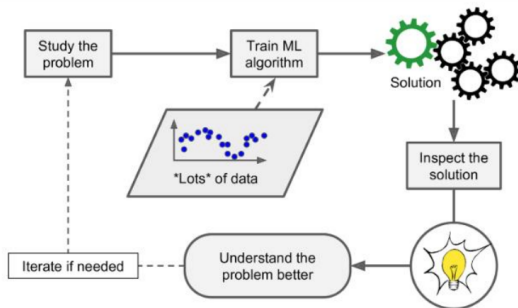 Study the
problem
Train ML
algorithm
Solution
*Lots* of data
Inspect the
solution
Understand the
problem better
Iterate if needed